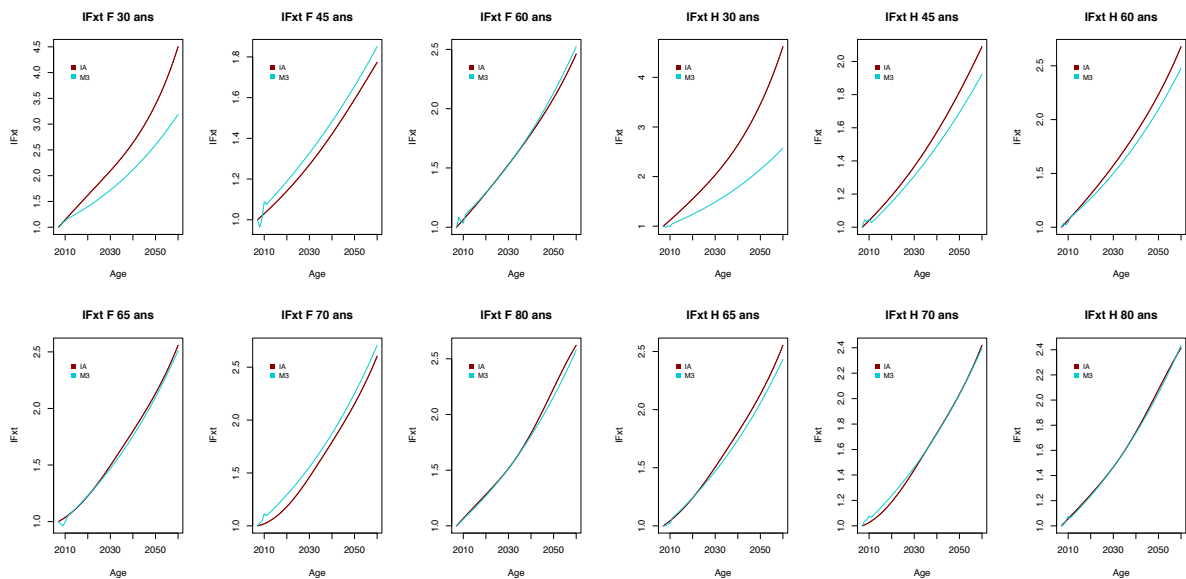 IFxt F 30 ans
IFxt
4.5
4.0
3.5
3.0
2.5
2.0
1.5
1.0
IA
M3
2010 2030 2050
Age
IFxt F 45 ans
IFxt
1.8
1.6
1.4
1.2
1.0
IA
M3
2010 2030 2050
Age
IFxt F 60 ans
IFxt
2.5
2.0
1.5
1.0
IA
M3
2010 2030 2050
Age
IFxt H 30 ans
IFxt
4
3
2
1
IA
M3
2010 2030 2050
Age
IFxt H 45 ans
IFxt
2.0
1.8
1.6
1.4
1.2
1.0
IA
M3
2010 2030 2050
Age
IFxt H 60 ans
IFxt
2.5
2.0
1.5
1.0
IA
M3
2010 2030 2050
Age
IFxt F 65 ans
IFxt
2.5
2.0
1.5
1.0
IA
M3
2010 2030 2050
Age
IFxt F 70 ans
IFxt
2.5
2.0
1.5
1.0
IA
M3
2010 2030 2050
Age
IFxt F 80 ans
IFxt
2.5
2.0
1.5
1.0
IA
M3
2010 2030 2050
Age
IFxt H 65 ans
IFxt
2.5
2.0
1.5
1.0
IA
M3
2010 2030 2050
Age
IFxt H 70 ans
IFxt
2.4
2.2
2.0
1.8
1.6
1.4
1.2
1.0
IA
M3
2010 2030 2050
Age
IFxt H 80 ans
IFxt
2.4
2.2
2.0
1.8
1.6
1.4
1.2
1.0
IA
M3
2010 2030 2050
Age